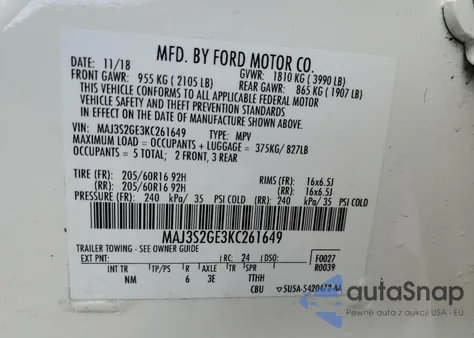 MFD. BY FORD MOTOR CO.
DATE: 11/18 GVWR: 1810 KG ( 3990 LB)
FRONT GAWR: 955 KG ( 2105 LB) REAR GAWR: 865 KG ( 1907 LB)
THIS VEHICLE CONFORMS TO ALL APPLICABLE FEDERAL MOTOR
VEHICLE SAFETY AND THEFT PREVENTION STANDARDS
IN EFFECT ON THE DATE OF MANUFACTURE SHOWN ABOVE.
VIN: MAJ3S2GE3KC261649 TYPE: MPV
MAXIMUM LOAD = OCCUPANTS + LUGGAGE = 375KG/ 827LB
OCCUPANTS = 5 TOTAL; 2 FRONT, 3 REAR
TIRE (FR): 205/60R16 92H RIMS (FR): 16x6.5J
(RR): 205/60R16 92H (RR): 16x6.5J
PRESSURE (FR): 240 kPa/ 35 PSI COLD (RR): 240 kPa/ 35 PSI COLD
MAJ3S2GE3KC261649
TRAILER TOWING - SEE OWNER GUIDE
EXT PNT: RC: 24 DSO: F0027
R0039
INT TR TP/PS R AXLE TR SPR
NM 6 3E TTHH
CBU 5U5A-5420472-AA
autoSnap
Pewne auta z aukcji USA - EU